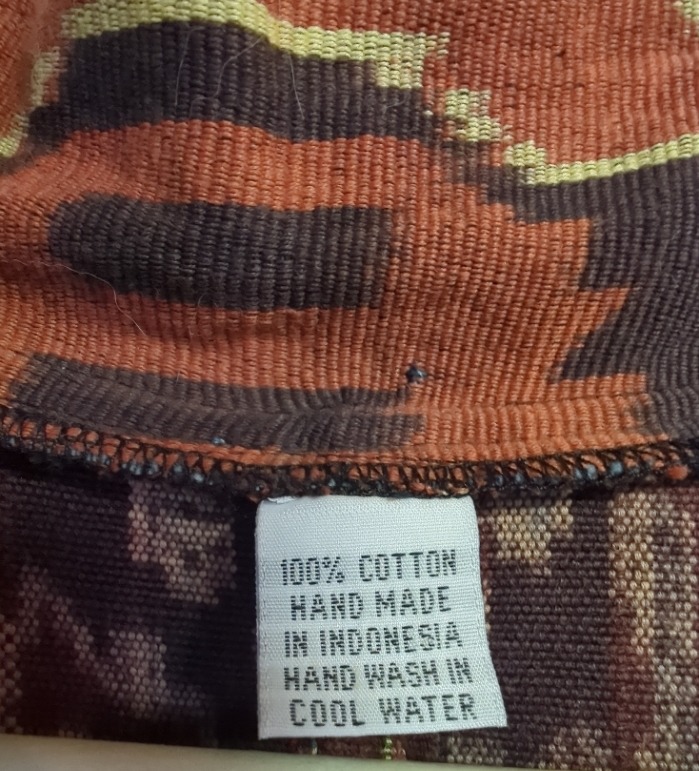 100% COTTON
HAND MADE
IN INDONESIA
HAND WASH IN
COOL WATER